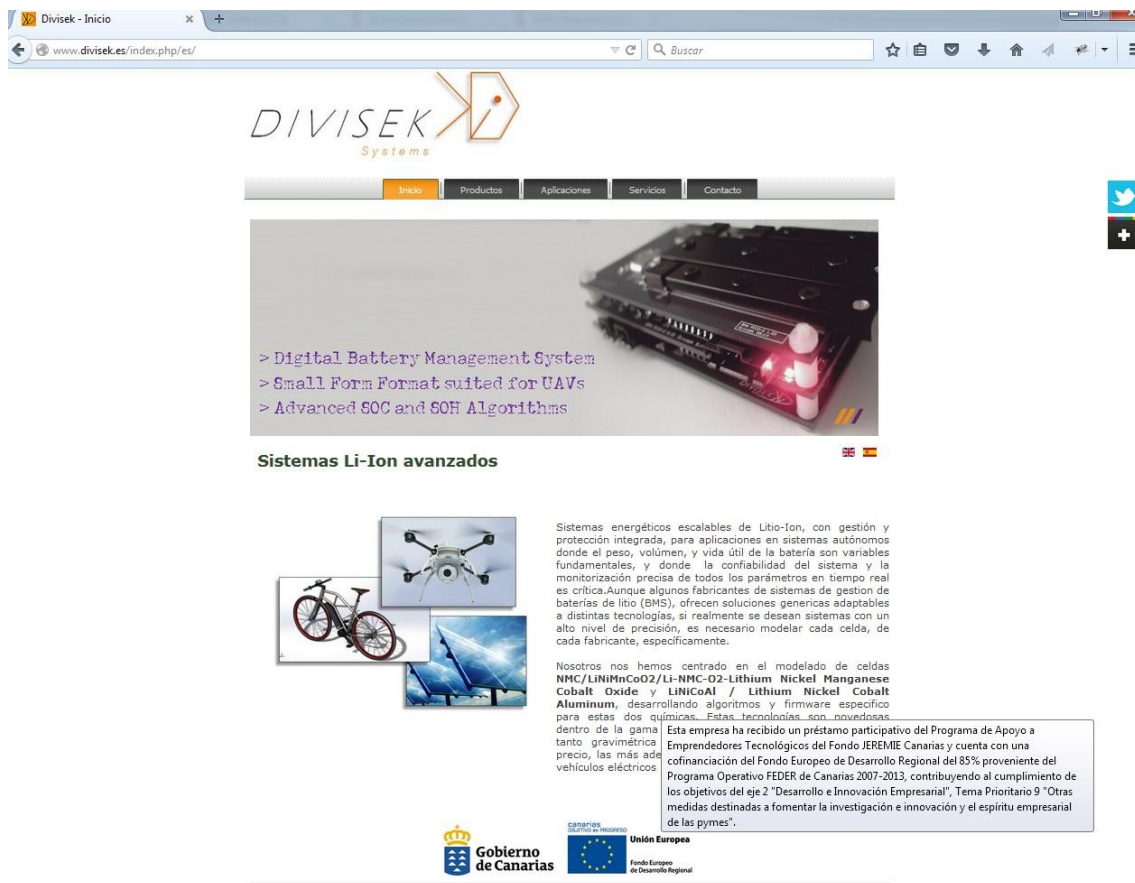 Divisek - Inicio
www.divisek.es/index.php/es/
Buscar
DIVISEK
Systems
Inicio
Productos
Aplicaciones
Servicios
Contacto
> Digital Battery Management System
> Small Form Format suited for UAVs
> Advanced SOC and SOH Algorithms
Sistemas Li-Ion avanzados
Sistemas energéticos escalables de Litio-Ion, con gestión y
protección integrada, para aplicaciones en sistemas autónomos
donde el peso, volúmen, y vida útil de la batería son variables
fundamentales, y donde la confiabilidad del sistema y la
monitorización precisa de todos los parámetros en tiempo real
es crítica.Aunque algunos fabricantes de sistemas de gestion de
baterías de litio (BMS), ofrecen soluciones genericas adaptables
a distintas tecnologías, si realmente se desean sistemas con un
alto nivel de precisión, es necesario modelar cada celda, de
cada fabricante, específicamente.
Nosotros nos hemos centrado en el modelado de celdas
NMC/LiNiMnCoO2/Li-NMC-O2-Lithium Nickel Manganese
Cobalt Oxide y LiNiCoAl / Lithium Nickel Cobalt
Aluminum, desarrollando algoritmos y firmware especifico
para estas dos químicas. Estas tecnologías son novedosas
dentro de la gama
tanto gravimétrica
precio, las más ade
vehículos eléctricos
Esta empresa ha recibido un préstamo participativo del Programa de Apoyo a
Emprendedores Tecnológicos del Fondo JEREMIE Canarias y cuenta con una
cofinanciación del Fondo Europeo de Desarrollo Regional del 85% proveniente del
Programa Operativo FEDER de Canarias 2007-2013, contribuyendo al cumplimiento de
los objetivos del eje 2 "Desarrollo e Innovación Empresarial", Tema Prioritario 9 "Otras
medidas destinadas a fomentar la investigación e innovación y el espíritu empresarial
de las pymes".
Gobierno
de Canarias
canarias
OBJETIVO de PROGRESO
Unión Europea
Fondo Europeo
de Desarrollo Regional